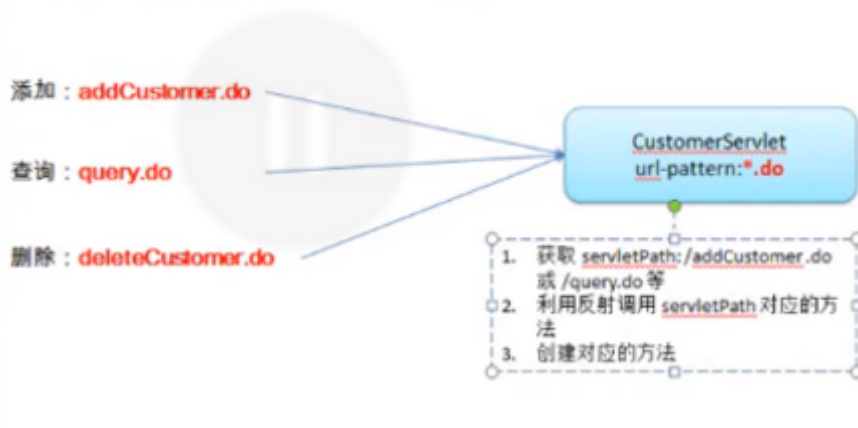 添加：addCustomer.do
CustomerServlet
url-pattern:*.do
查询：query.do
删除：deleteCustomer.do
1. 获取 servletPath:/addCustomer.do
或 /query.do 等
2. 利用反射调用 servletPath 对应的方
法
3. 创建对应的方法